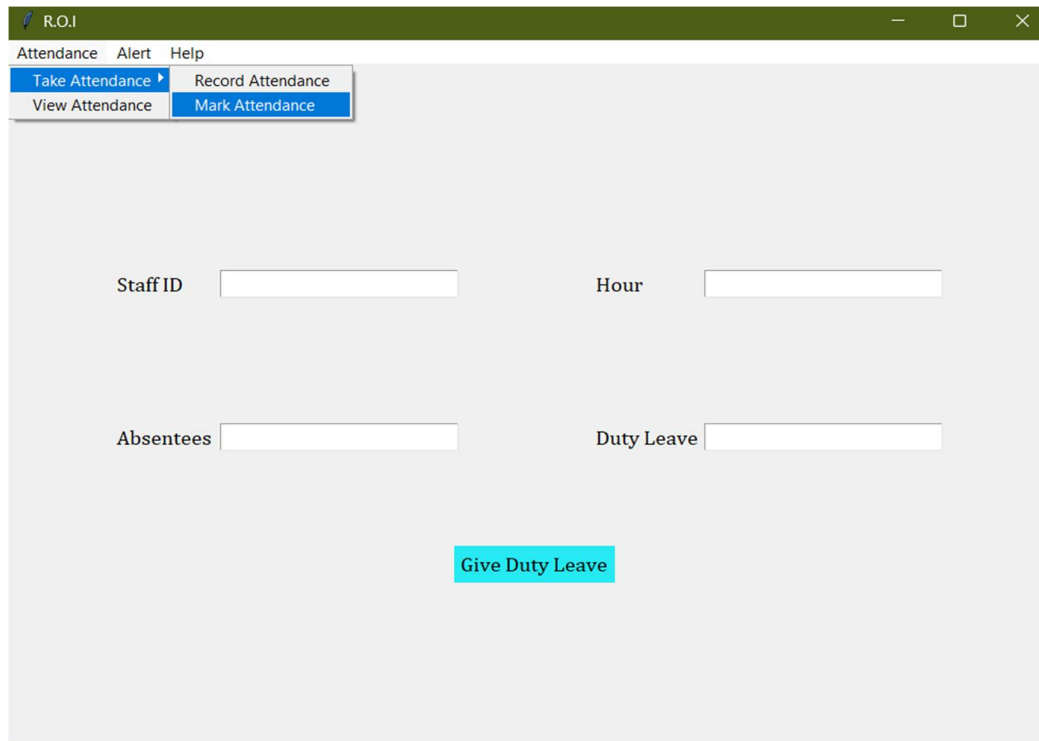 R.O.I
Attendance Alert Help
Take Attendance Record Attendance
View Attendance Mark Attendance
Staff ID Hour
Absentees Duty Leave
Give Duty Leave